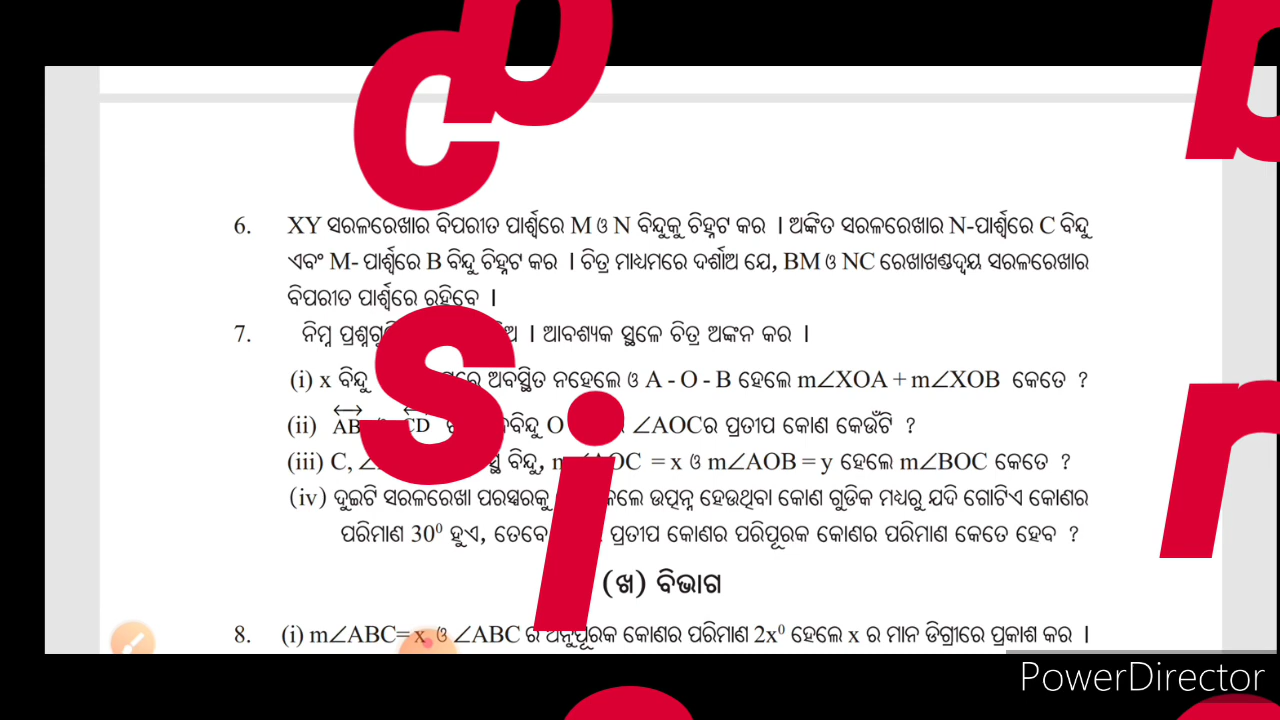 6. XY ସରଳରେଖାର ବିପରୀତ ପାର୍ଶ୍ୱରେ M ଓ N ବିନ୍ଦୁକୁ ଚିହ୍ନଟ କର । ଅଙ୍କିତ ସରଳରେଖାର N-ପାର୍ଶ୍ୱରେ C ବିନ୍ଦୁ
ଏବଂ M- ପାର୍ଶ୍ୱରେ B ବିନ୍ଦୁ ଚିହ୍ନଟ କର । ଚିତ୍ର ମାଧ୍ୟମରେ ଦର୍ଶାଅ ଯେ, BM ଓ NC ରେଖାଖଣ୍ଡଦ୍ୱୟ ସରଳରେଖାର
ବିପରୀତ ପାର୍ଶ୍ୱରେ ରହିବେ ।
7. ନିମ୍ନ । ଆବଶ୍ୟକ ସ୍ଥଳେ ଚିତ୍ର ଅଙ୍କନ କର ।
(i) x ବିନ୍ଦୁ ଅବସ୍ଥିତ ନହେଲେ ଓ A - O - B ହେଲେ m∠XOA + m∠XOB କେତେ ?
(ii) AB CD O ∠AOCର ପ୍ରତୀପ କୋଣ କେଉଁଟି ?
(iii) C, ବିନ୍ଦୁ, = x ଓ m∠AOB = y ହେଲେ m∠BOC କେତେ ?
(iv) ଦୁଇଟି ସରଳରେଖା ପରସ୍ପରକୁ କଲେ ଉତ୍ପନ୍ନ ହେଉଥିବା କୋଣ ଗୁଡିକ ମଧ୍ୟରୁ ଯଦି ଗୋଟିଏ କୋଣର
ପରିମାଣ 30⁰ ହୁଏ, ତେବେ ପ୍ରତୀପ କୋଣର ପରିପୂରକ କୋଣର ପରିମାଣ କେତେ ହେବ ?
(ଖ) ବିଭାଗ
8. (i) m∠ABC= x ଓ ∠ABC ର ଅନୁପୂରକ କୋଣର ପରିମାଣ 2x⁰ ହେଲେ x ର ମାନ ଡିଗ୍ରୀରେ ପ୍ରକାଶ କର ।
PowerDirector